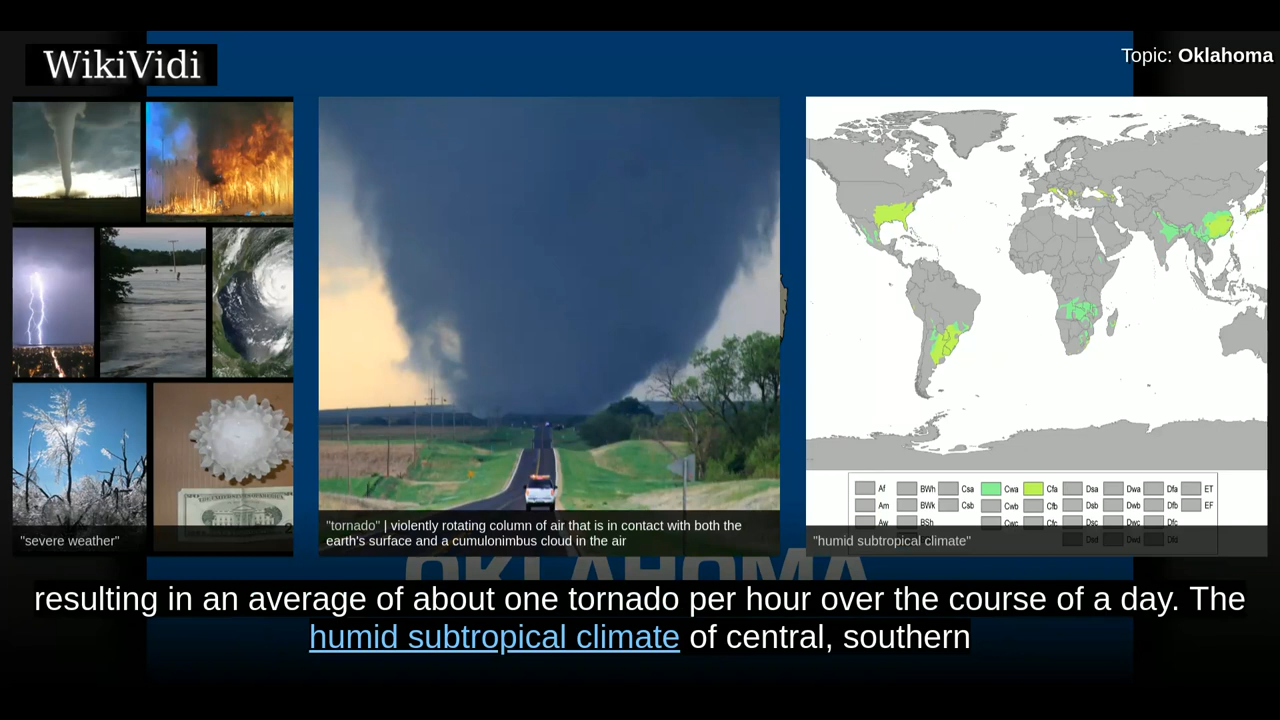 WikiVidi
Topic: Oklahoma
"severe weather"
"tornado" | violently rotating column of air that is in contact with both the
earth's surface and a cumulonimbus cloud in the air
Af BWh Csa Cwa Cfa Dsa Dwa Dfa ET
Am BWk Csb Cwb Cfb Dsb Dwb Dfb EF
Aw BSh Cwc Cfc Dsc Dwc Dfc
Dsd Dwd Dfd
"humid subtropical climate"
OKLAHOMA
resulting in an average of about one tornado per hour over the course of a day. The
humid subtropical climate of central, southern